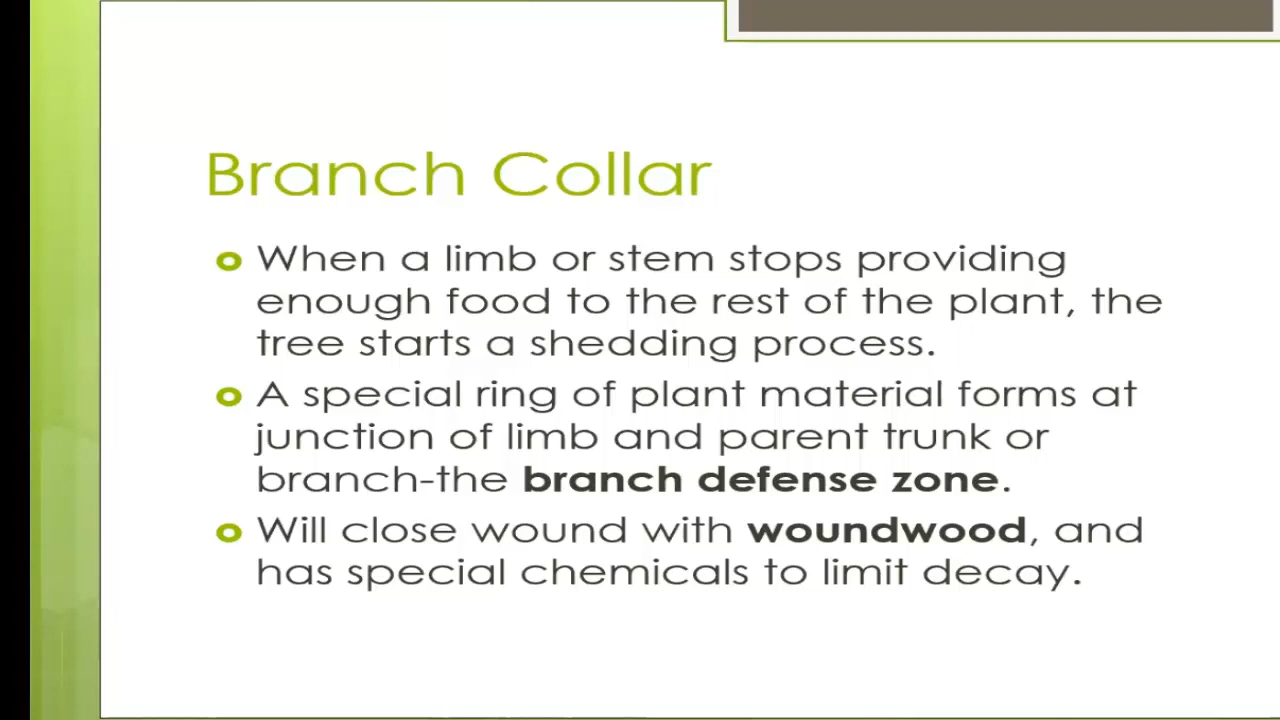 Branch Collar
When a limb or stem stops providing
enough food to the rest of the plant, the
tree starts a shedding process.
A special ring of plant material forms at
junction of limb and parent trunk or
branch-the branch defense zone.
Will close wound with woundwood, and
has special chemicals to limit decay.